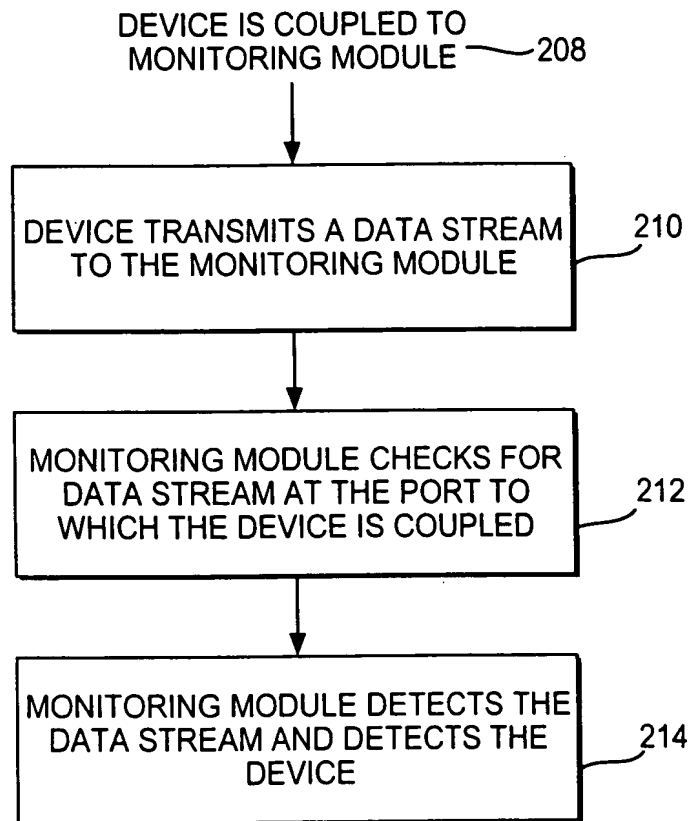 DEVICE IS COUPLED TO
MONITORING MODULE 208
DEVICE TRANSMITS A DATA STREAM
TO THE MONITORING MODULE
210
MONITORING MODULE CHECKS FOR
DATA STREAM AT THE PORT TO
WHICH THE DEVICE IS COUPLED
212
MONITORING MODULE DETECTS THE
DATA STREAM AND DETECTS THE
DEVICE
214